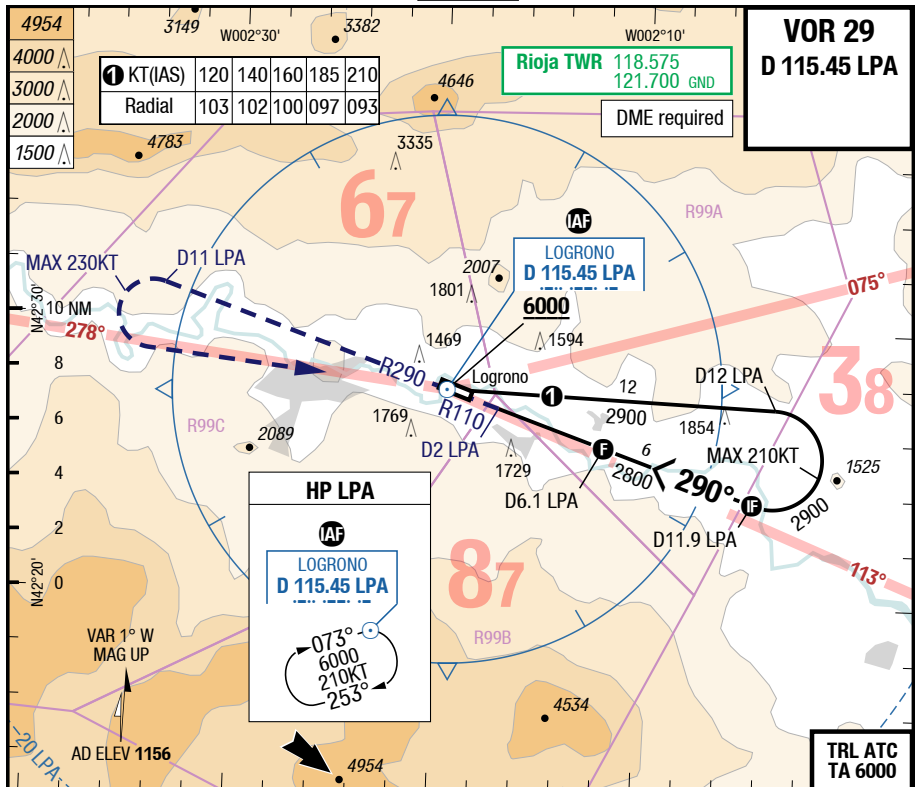 4954
4000
3000
2000
1500
3149
W002°30'
3382
W002°10'
VOR 29
D 115.45 LPA
1 KT(IAS) 120 140 160 185 210
Radial 103 102 100 097 093
Rioja TWR 118.575
121.700 GND
DME required
4646
4783
3335
67
R99A
IAF
LOGRONO
D 115.45 LPA
6000
MAX 230KT
D11 LPA
2007
1801
075°
N42°30'
10 NM
278°
1469
1594
8
R290
Logrono
1
12
2900
D12 LPA
38
6
R99C
1769
R110
1854
2089
D2 LPA
1729
F
6
2800
MAX 210KT
1525
4
HP LPA
D6.1 LPA
290°
IF
2900
2
IAF
D11.9 LPA
LOGRONO
D 115.45 LPA
87
113°
N42°20'
0
073°
6000
210KT
253°
R99B
VAR 1° W
MAG UP
4534
AD ELEV 1156
20 LPA
4954
TRL ATC
TA 6000